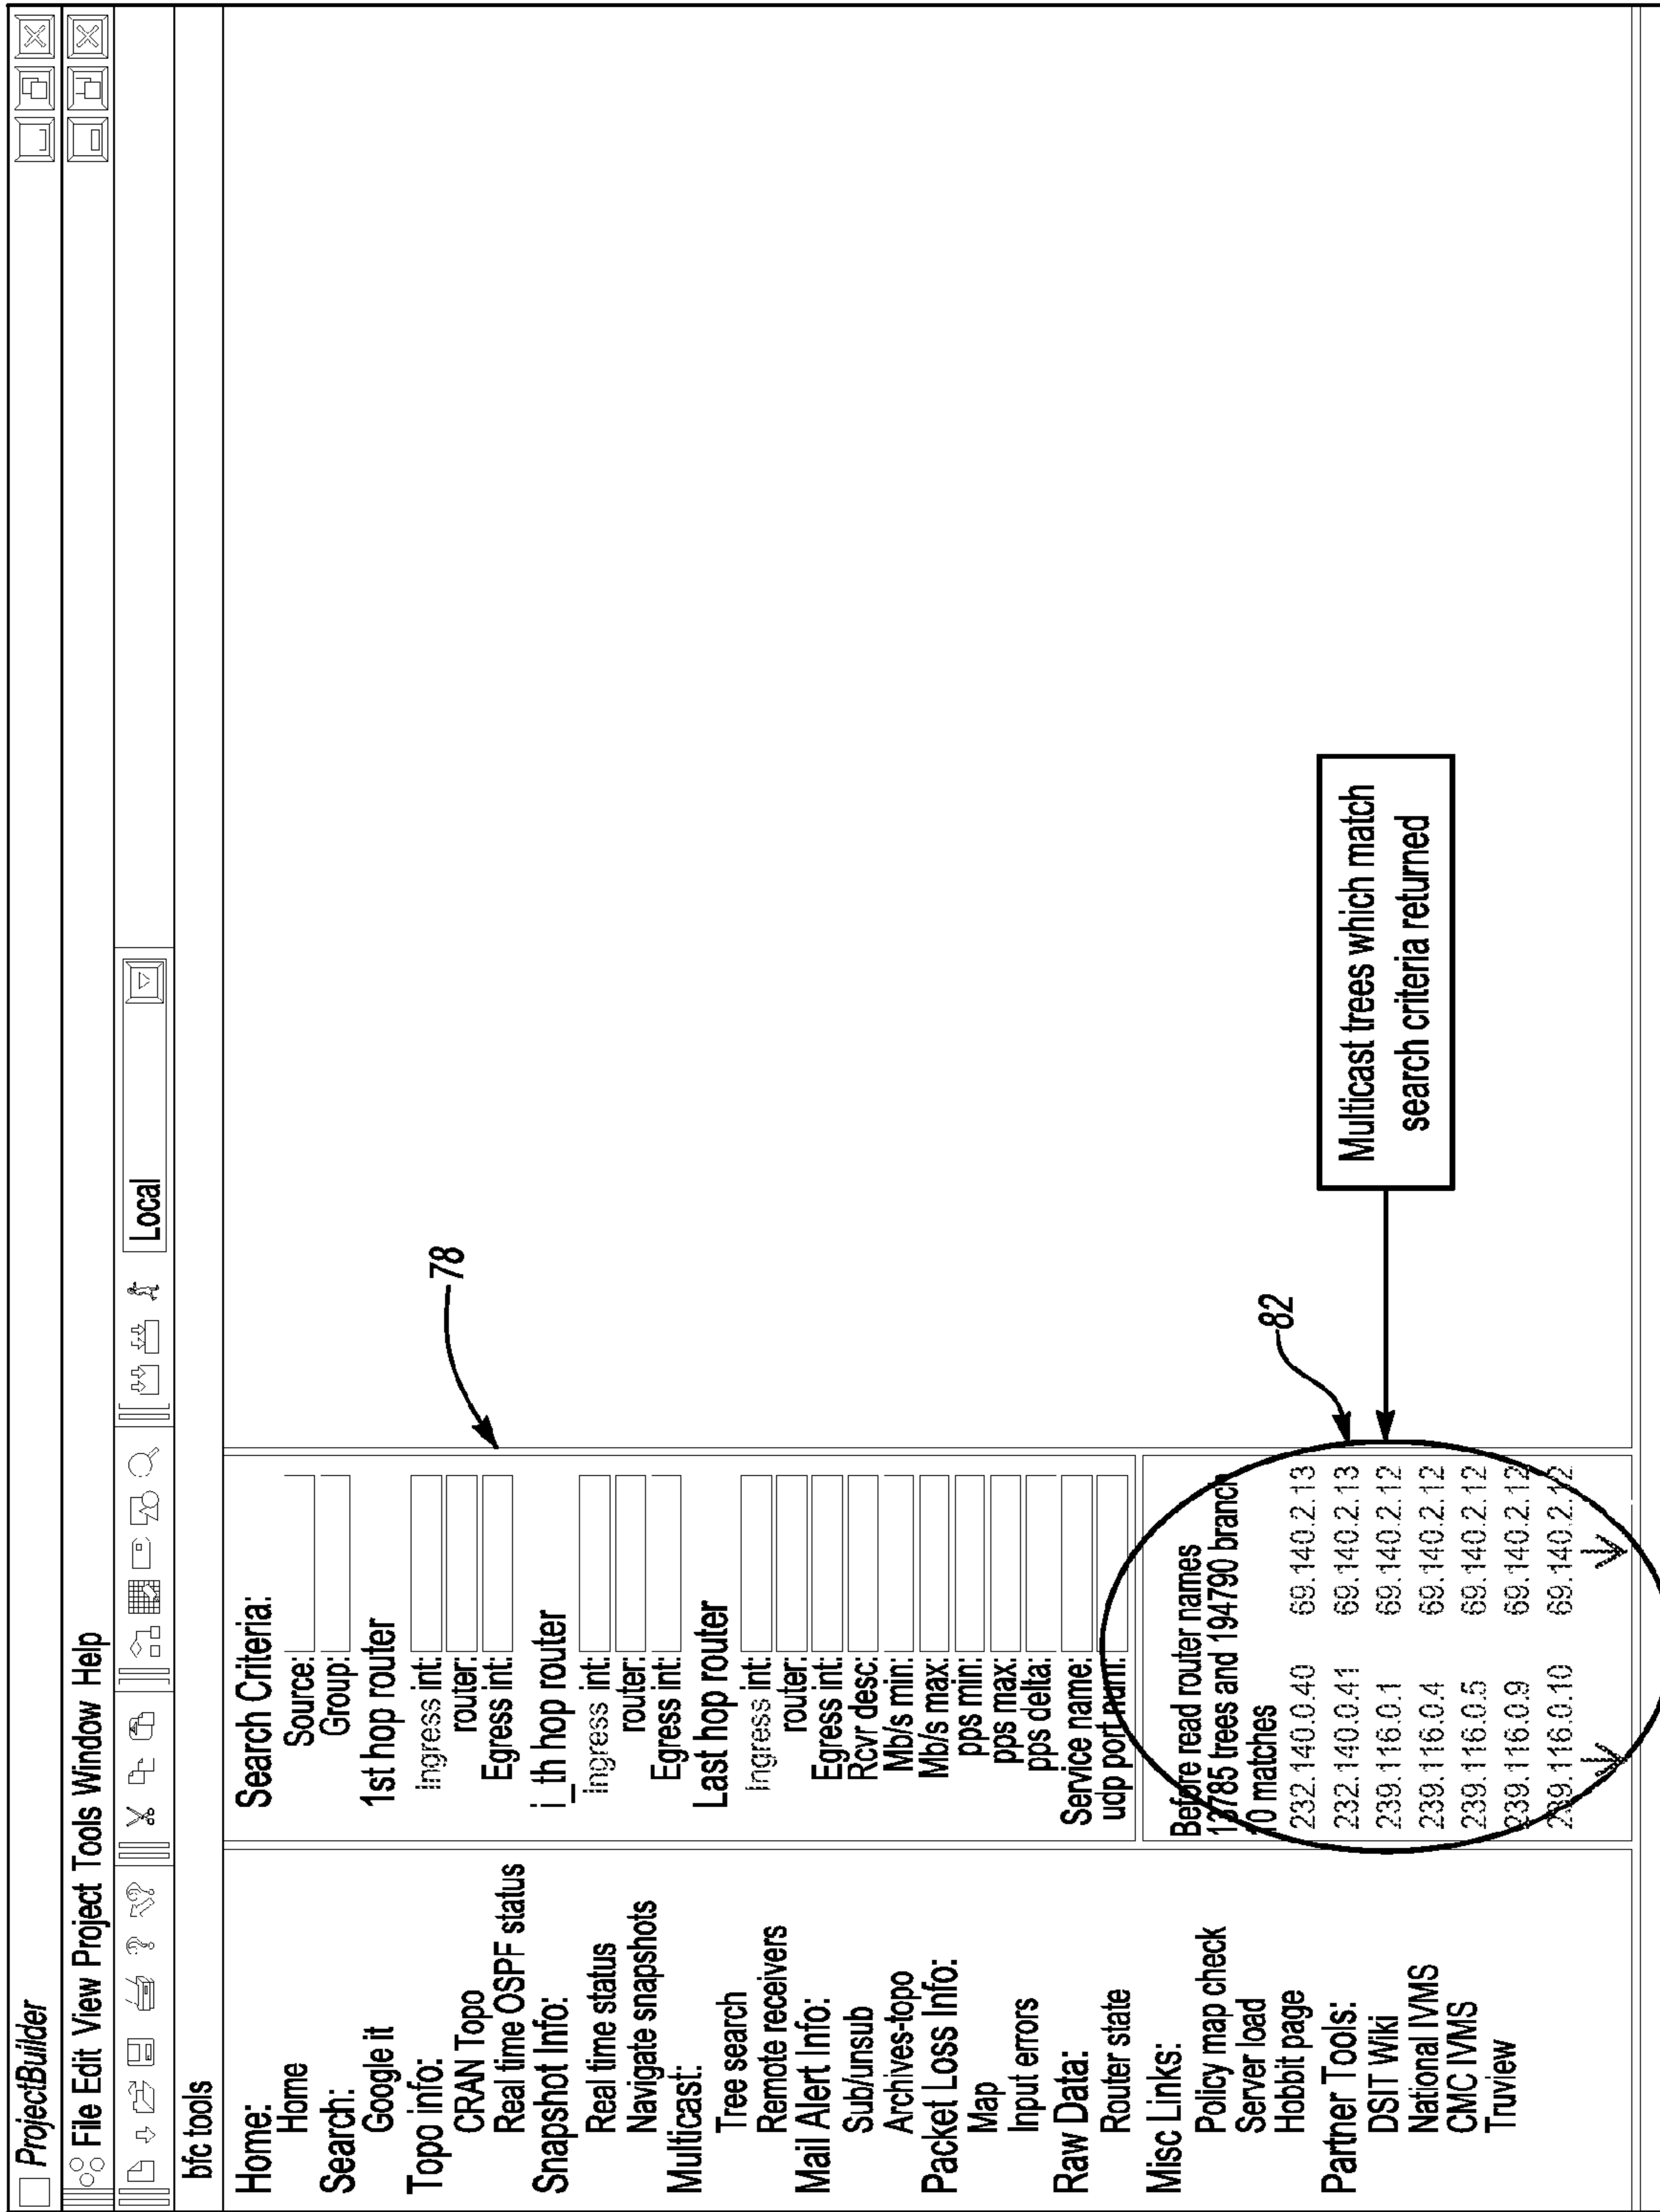 ProjectBuilder
File Edit View Project Tools Window Help
Local
bfc tools
Home:
Home
Search:
Google it
Topo info:
CRAN Topo
Real time OSPF status
Snapshot Info:
Real time status
Navigate snapshots
Multicast:
Tree search
Remote receivers
Mail Alert Info:
Sub/unsub
Archives-topo
Packet Loss Info:
Map
Input errors
Raw Data:
Router state
Misc Links:
Policy map check
Server load
Hobbit page
Partner Tools:
DSIT Wiki
National IVMS
CMC IVMS
Truview
Search Criteria:
Source:
Group:
1st hop router
Ingress int:
router:
Egress int:
i_th hop router
Ingress int:
router:
Egress int:
Last hop router
Ingress int:
router:
Egress int:
Rcvr desc:
Mb/s min:
Mb/s max:
pps min:
pps max:
pps delta:
Service name:
udp port num:
78
Before read router names
13785 trees and 194790 branch
10 matches
232.140.0.40 69.140.2.13
232.140.0.41 69.140.2.13
239.116.0.1 69.140.2.12
239.116.0.4 69.140.2.12
239.116.0.5 69.140.2.12
239.116.0.9 69.140.2.12
239.116.0.10 69.140.2.12
82
Multicast trees which match
search criteria returned